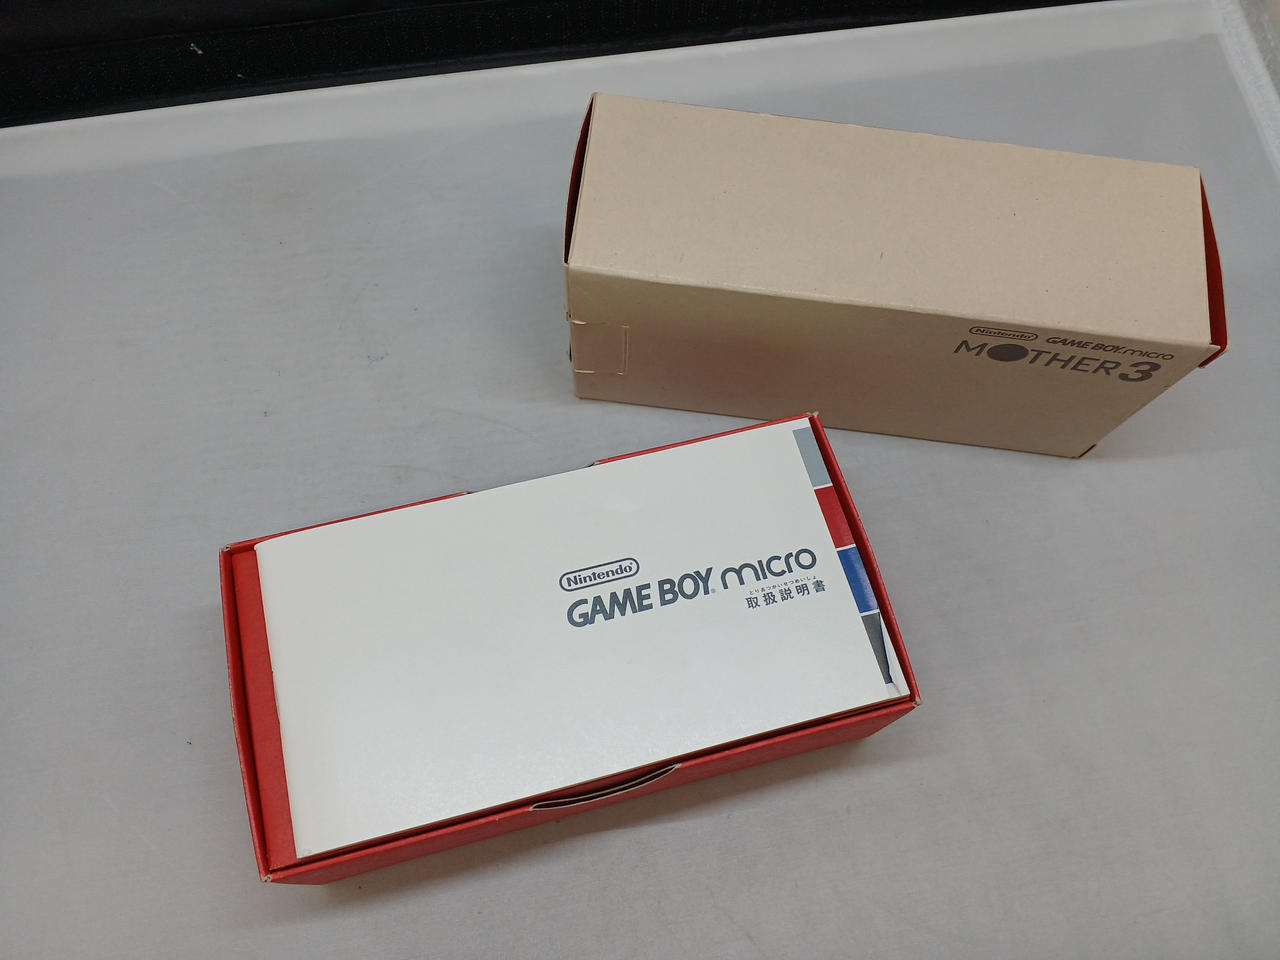 Nintendo®
GAME BOY micro
MOTHER3
Nintendo®
GAME BOY® micro
とりあつかいせつめいしょ
取扱説明書